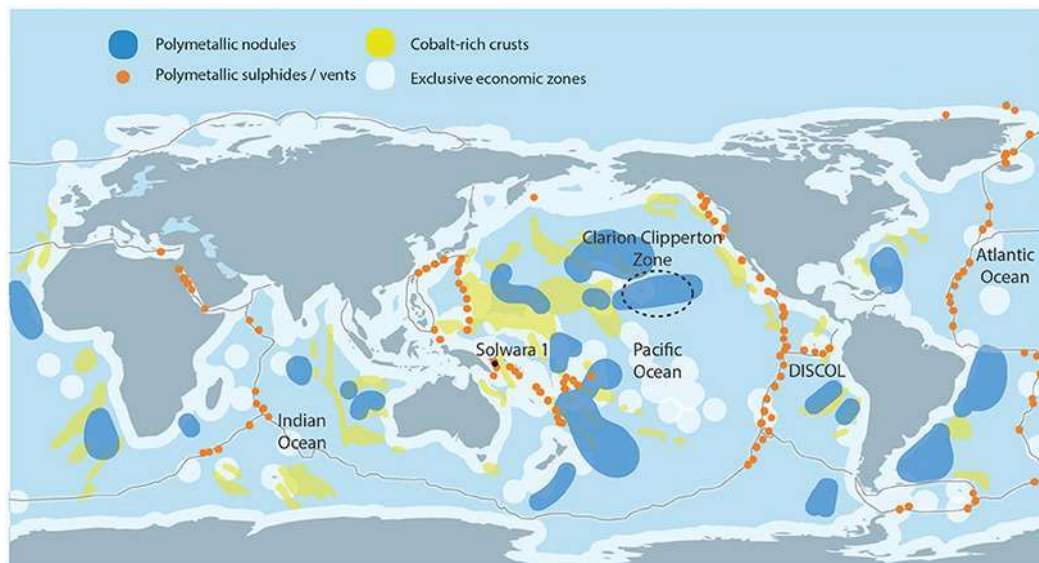 Polymetallic nodules
Cobalt-rich crusts
Polymetallic sulphides / vents
Exclusive economic zones
Clarion Clipperton
Zone
Atlantic
Ocean
Solwara 1
Pacific
Ocean
DISCOL
Indian
Ocean